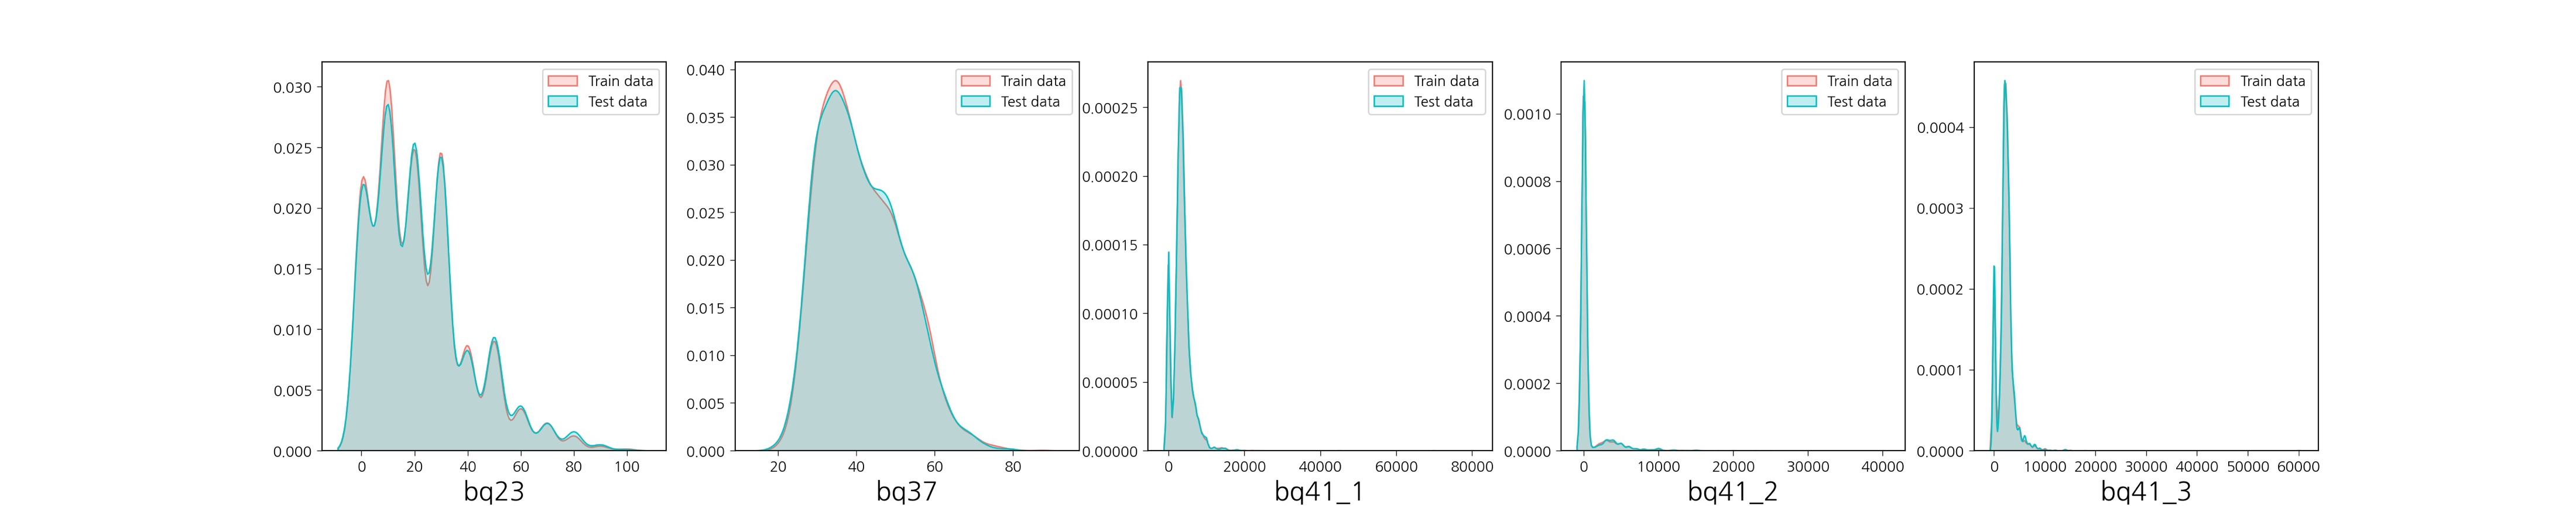 Train data
Test data
0.030
0.025
0.020
0.015
0.010
0.005
0.000
0 20 40 60 80 100
bq23
Train data
Test data
0.040
0.035
0.030
0.025
0.020
0.015
0.010
0.005
0.000
20 40 60 80
bq37
Train data
Test data
0.00025
0.00020
0.00015
0.00010
0.00005
0.00000
0 20000 40000 60000 80000
bq41_1
Train data
Test data
0.0010
0.0008
0.0006
0.0004
0.0002
0.0000
0 10000 20000 30000 40000
bq41_2
Train data
Test data
0.0004
0.0003
0.0002
0.0001
0.0000
0 10000 20000 30000 40000 50000 60000
bq41_3